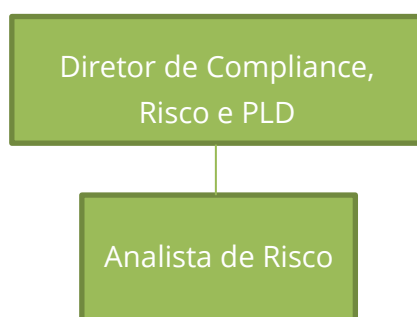 Diretor de Compliance,
Risco e PLD
Analista de Risco